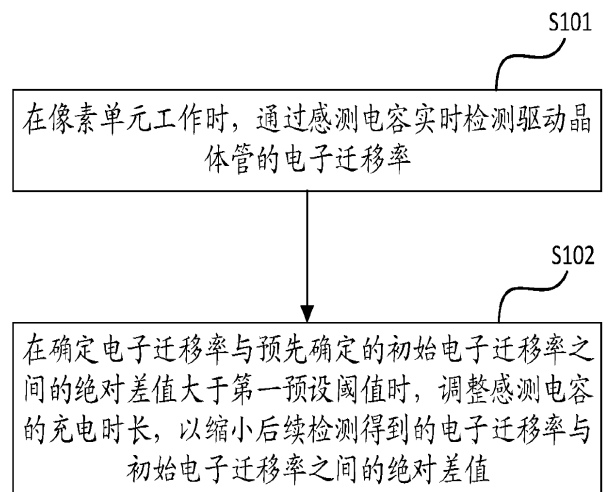 S101
在像素单元工作时，通过感测电容实时检测驱动晶
体管的电子迁移率
S102
在确定电子迁移率与预先确定的初始电子迁移率之
间的绝对差值大于第一预设阈值时，调整感测电容
的充电时长，以缩小后续检测得到的电子迁移率与
初始电子迁移率之间的绝对差值